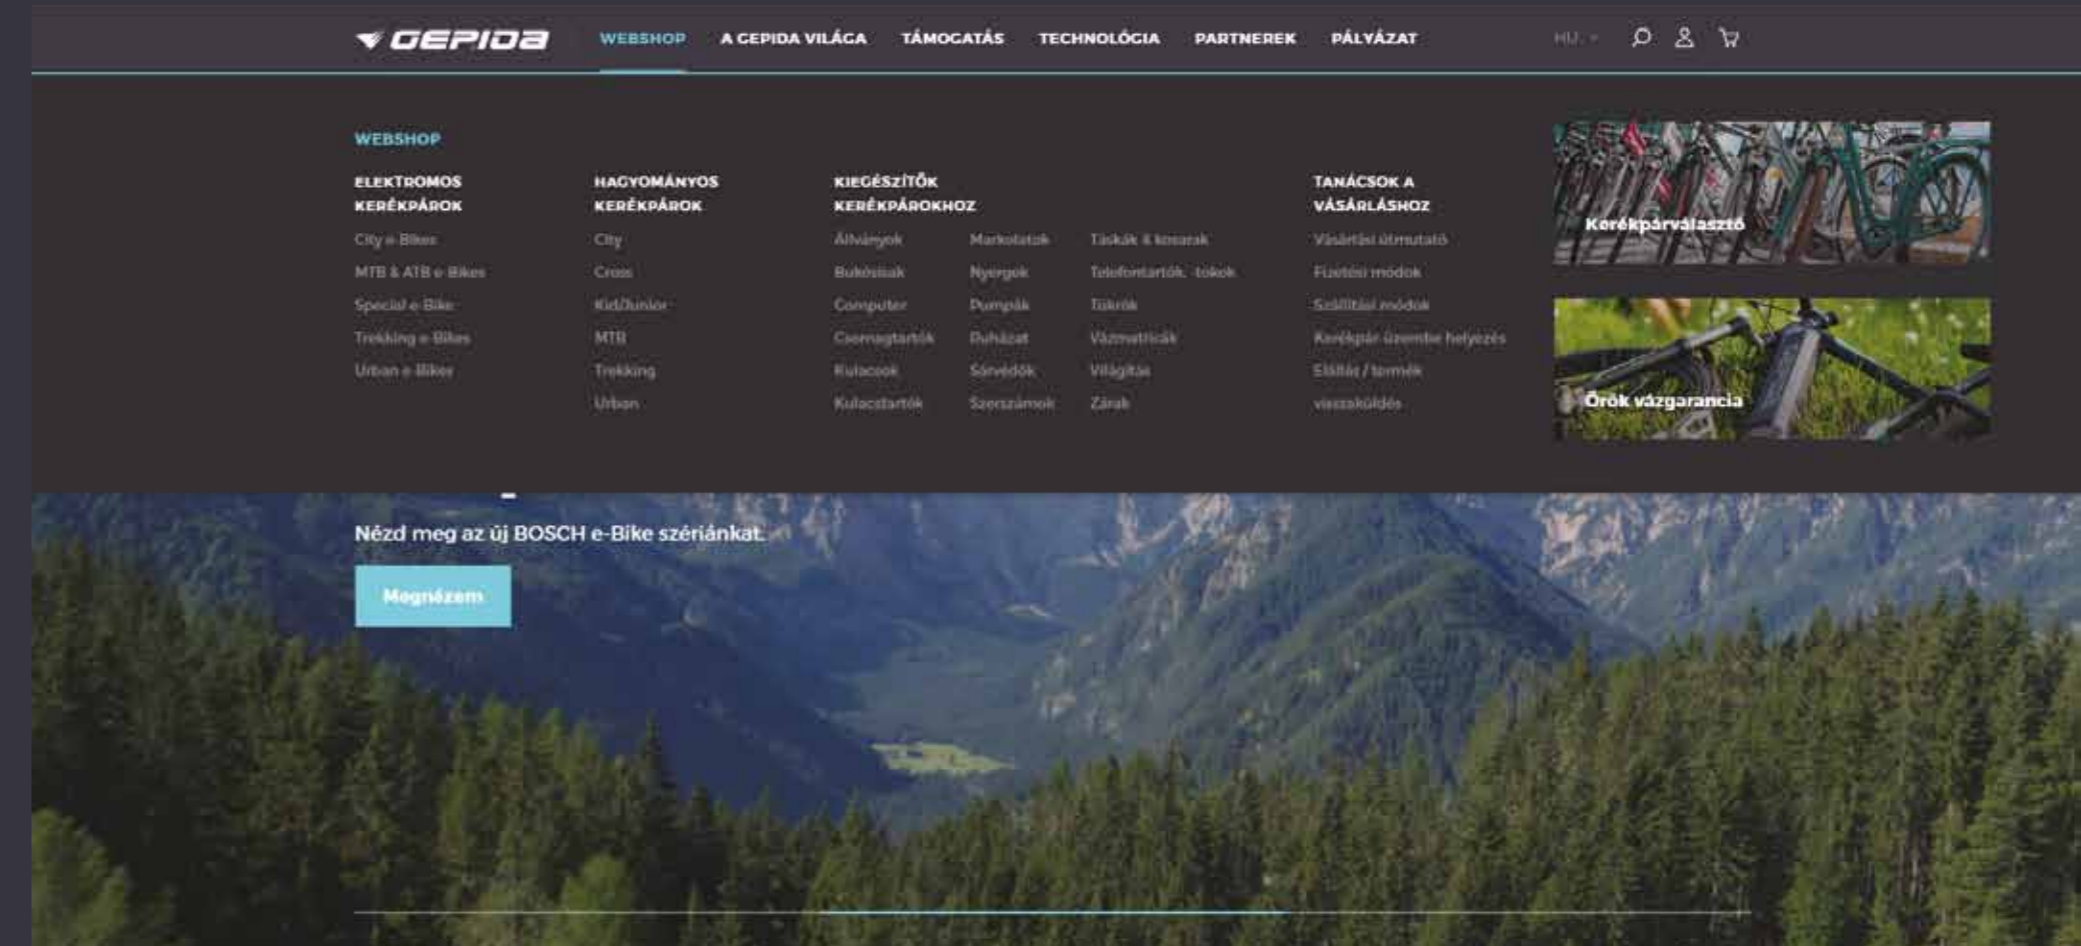 GEPIDA
WEBSHOP
A GEPIDA VILÁGA
TÁMOGATÁS
TECHNOLÓGIA
PARTNEREK
PÁLYÁZAT
HU
WEBSHOP
ELEKTROMOS
KERÉKPÁROK
City e-Bikes
MTB & ATB e-Bikes
Special e-Bike
Trekking e-Bikes
Urban e-Bikes
HAGYOMÁNYOS
KERÉKPÁROK
City
Cross
Kid/Junior
MTB
Trekking
Urban
KIEGÉSZÍTŐK
KERÉKPÁROKHOZ
Állványok
Bukósisak
Computer
Csomagtartók
Kulacsok
Kulacstartók
Markolatok
Nyergek
Pumpák
Ruházat
Sárvédők
Szerszámok
Táskák & kosarak
Telefontartók, -tokok
Tükrök
Vázmatricák
Világítás
Zárak
TANÁCSOK A
VÁSÁRLÁSHOZ
Vásárlási útmutató
Fizetési módok
Szállítási módok
Kerékpár üzembe helyezés
Elállás / termék
visszaküldés
Kerékpárválasztó
Örök vázgarancia
Nézd meg az új BOSCH e-Bike szériánkat.
Megnézem